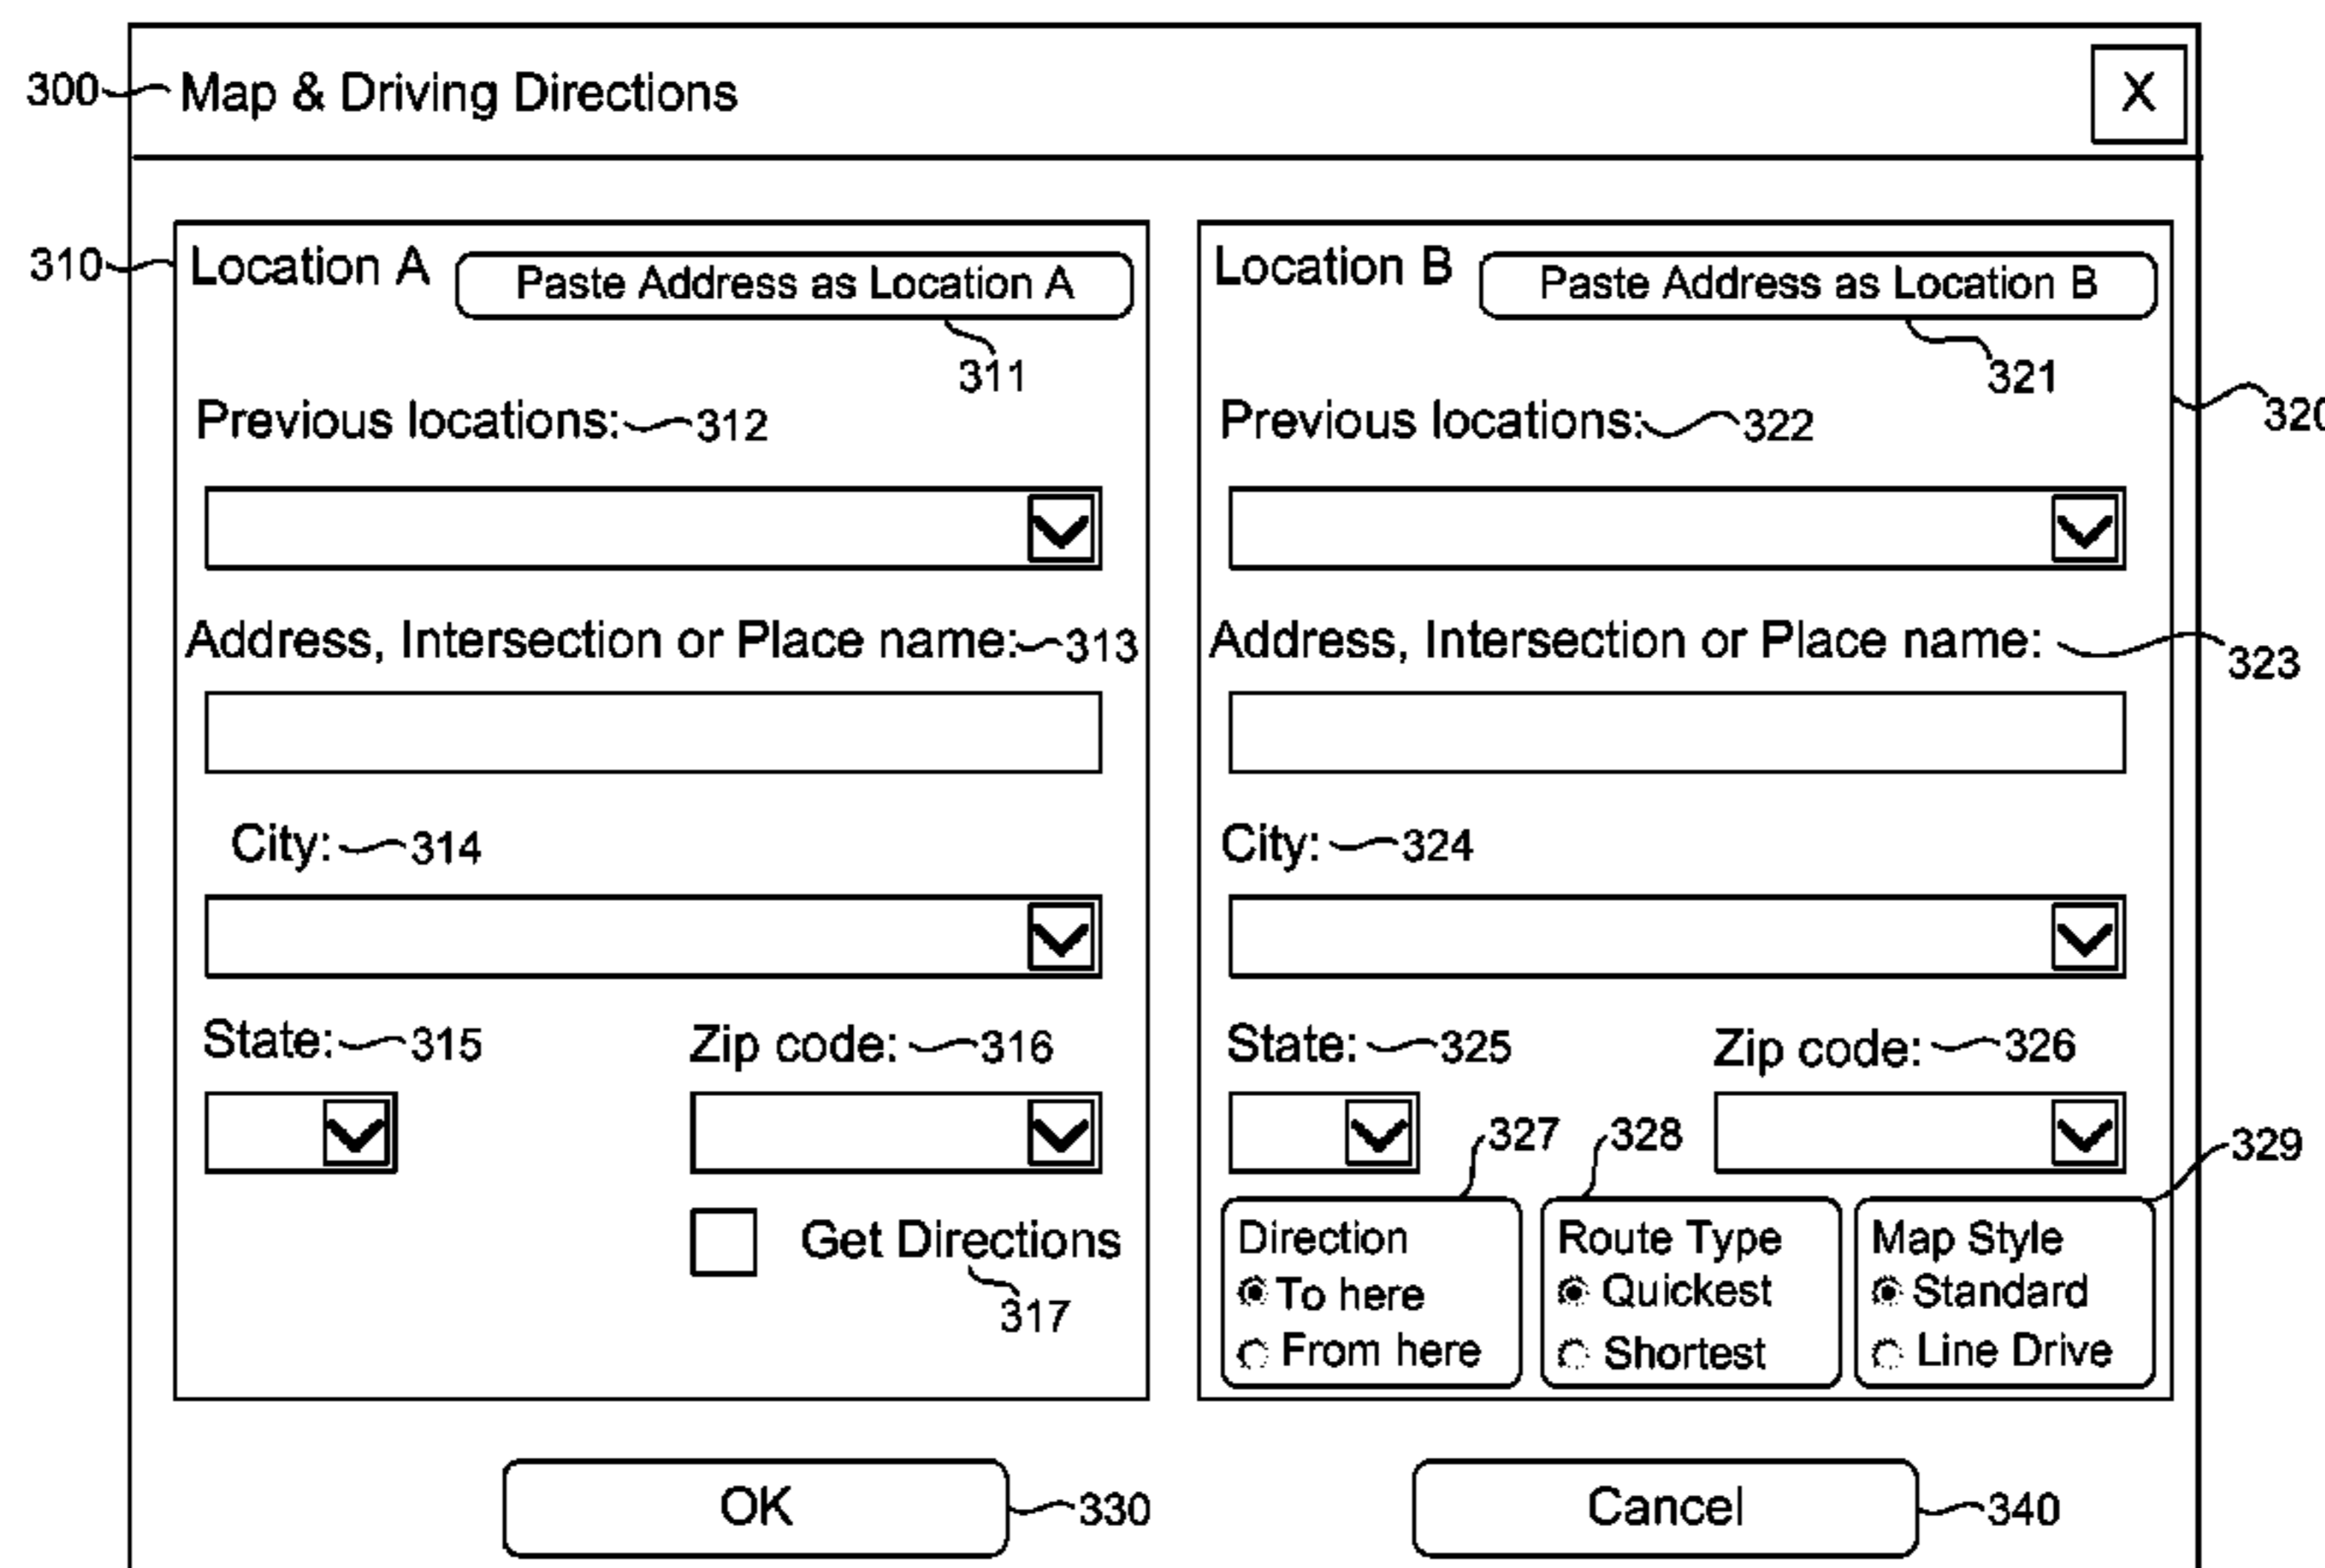 300 Map & Driving Directions X
310 Location A Paste Address as Location A
311
Previous locations: 312
Address, Intersection or Place name: 313
City: 314
State: 315 Zip code: 316
Get Directions
317
Location B Paste Address as Location B
321
320
Previous locations: 322
Address, Intersection or Place name: 323
City: 324
State: 325 Zip code: 326
327 328 329
Direction
To here
From here
Route Type
Quickest
Shortest
Map Style
Standard
Line Drive
OK 330 Cancel 340